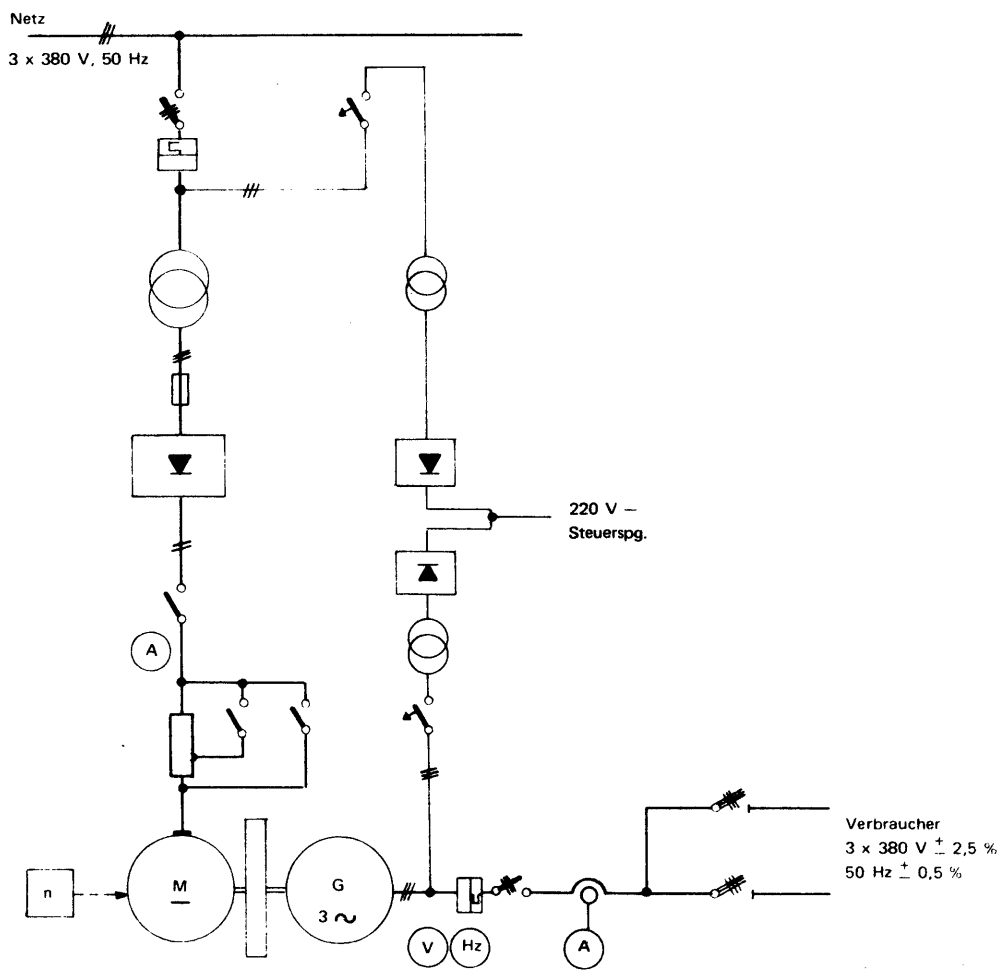 Netz
3 x 380 V, 50 Hz
220 V –
Steuerspg.
A
Verbraucher
3 x 380 V ± 2,5 %
50 Hz ± 0,5 %
n
M
G
3 ~
V
Hz
A